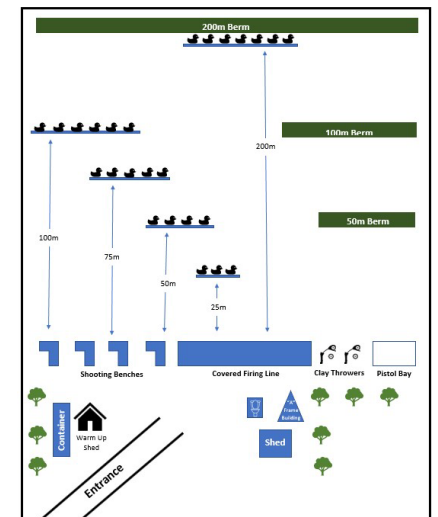 200m Berm
100m Berm
200m
50m Berm
100m
75m
50m
25m
Shooting Benches
Covered Firing Line
Clay Throwers
Pistol Bay
Container
Warm Up
Shed
"A"
Frame
Building
Shed
Entrance